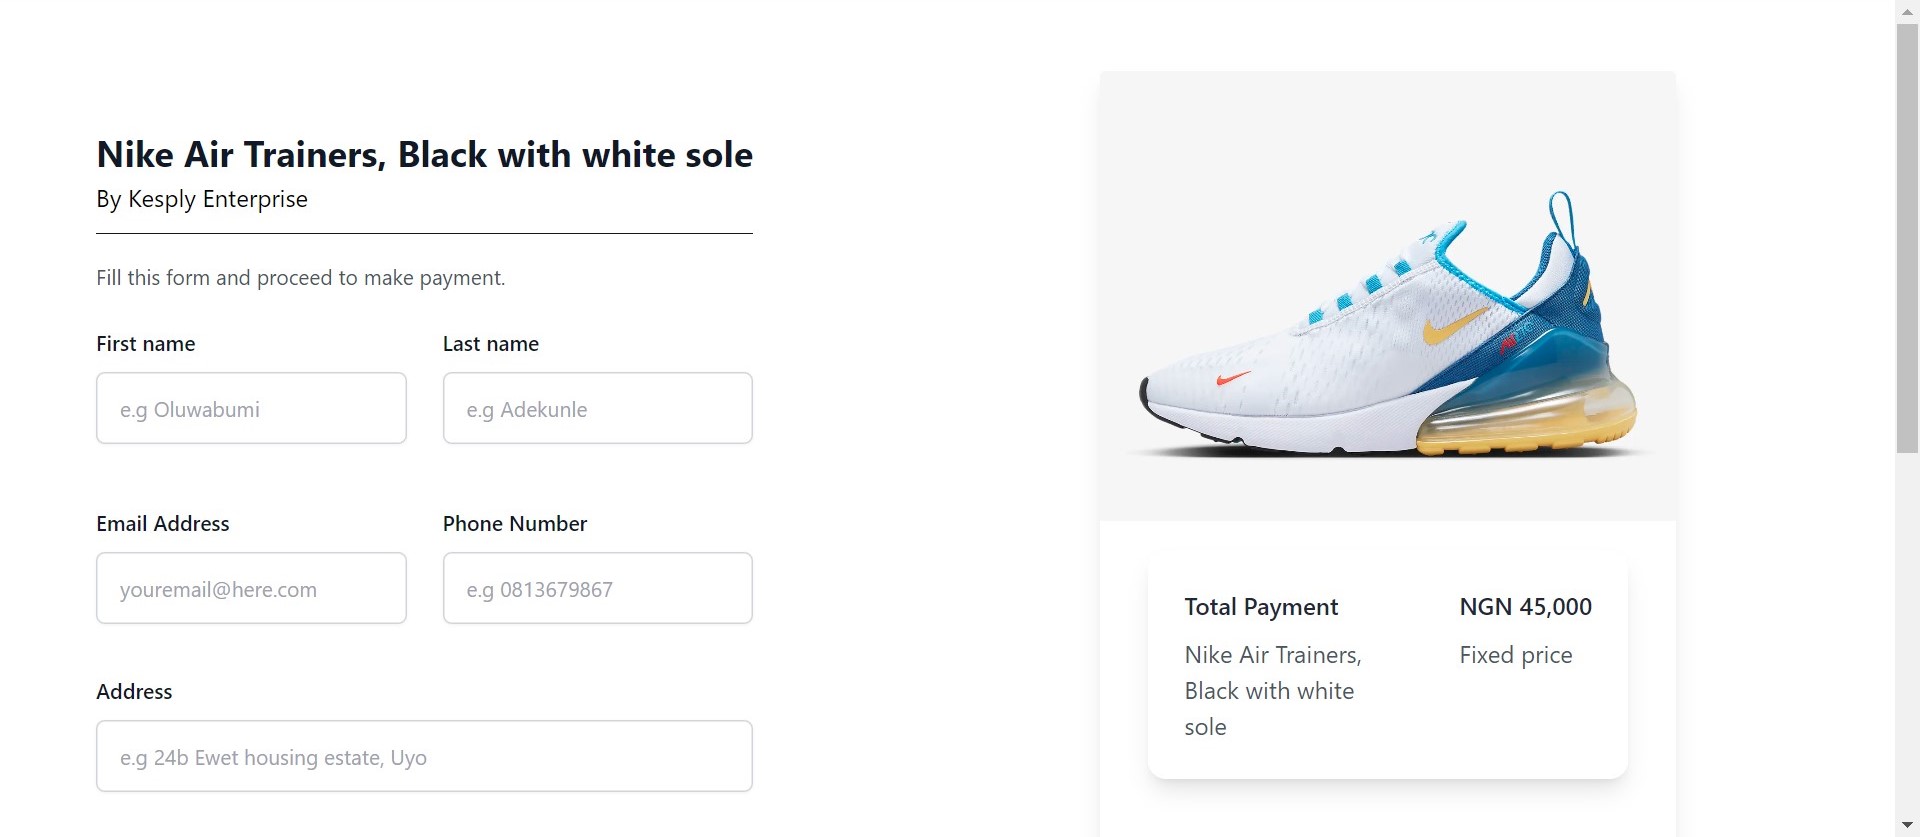 Nike Air Trainers, Black with white sole
By Kesply Enterprise
Fill this form and proceed to make payment.
First name
Last name
e.g Oluwabumi
e.g Adekunle
Email Address
Phone Number
youremail@here.com
e.g 0813679867
Address
e.g 24b Ewet housing estate, Uyo
Total Payment
NGN 45,000
Nike Air Trainers,
Black with white
sole
Fixed price